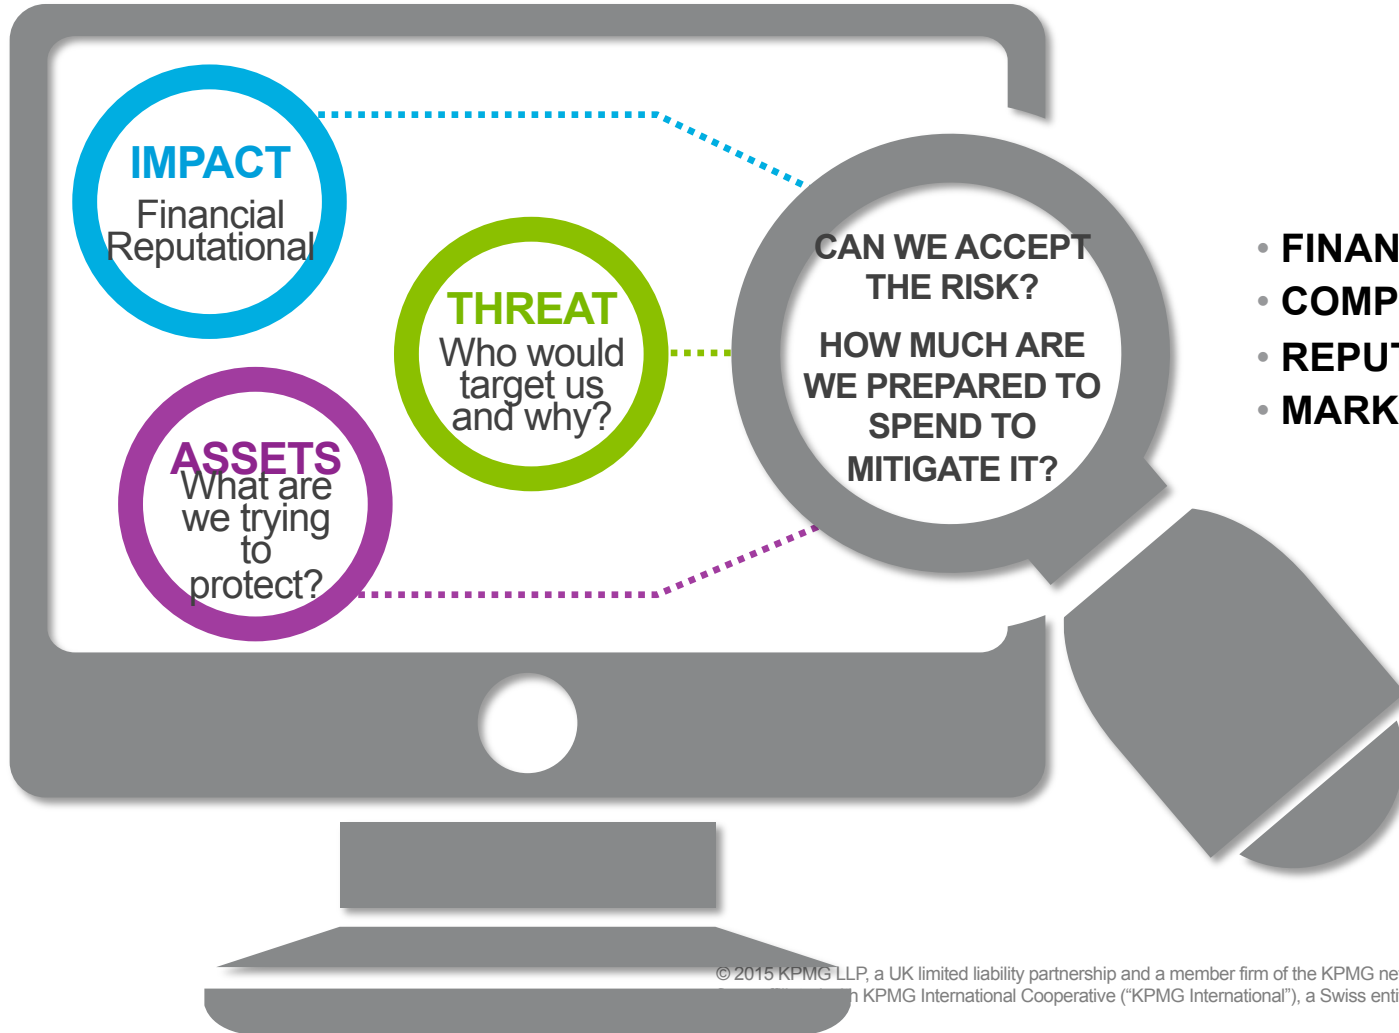 IMPACT
Financial
Reputational
THREAT
Who would
target us
and why?
ASSETS
What are
we trying
to
protect?
CAN WE ACCEPT
THE RISK?
HOW MUCH ARE
WE PREPARED TO
SPEND TO
MITIGATE IT?
• FINAN
• COMP
• REPUT
• MARK
© 2015 KPMG LLP, a UK limited liability partnership and a member firm of the KPMG ne
KPMG International Cooperative (“KPMG International”), a Swiss enti